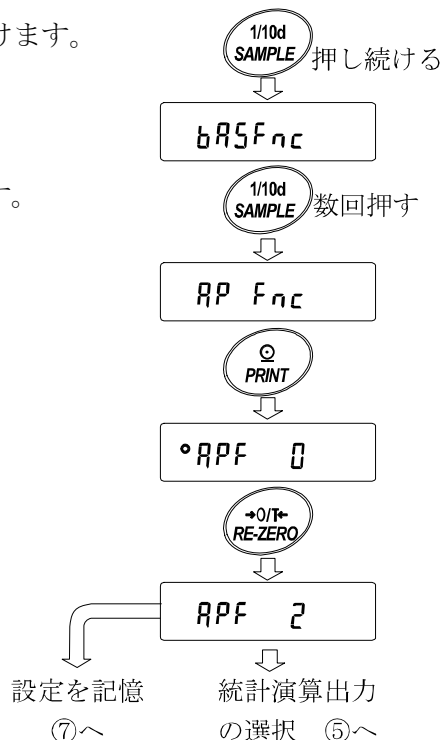 けます。
1/10d
SAMPLE 押し続ける
bASFnc
1/10d
SAMPLE 数回押す
す。
AP Fnc
PRINT
°APF 0
→0/T←
RE-ZERO
APF 2
設定を記憶 統計演算出力
⑦へ の選択 ⑤へ